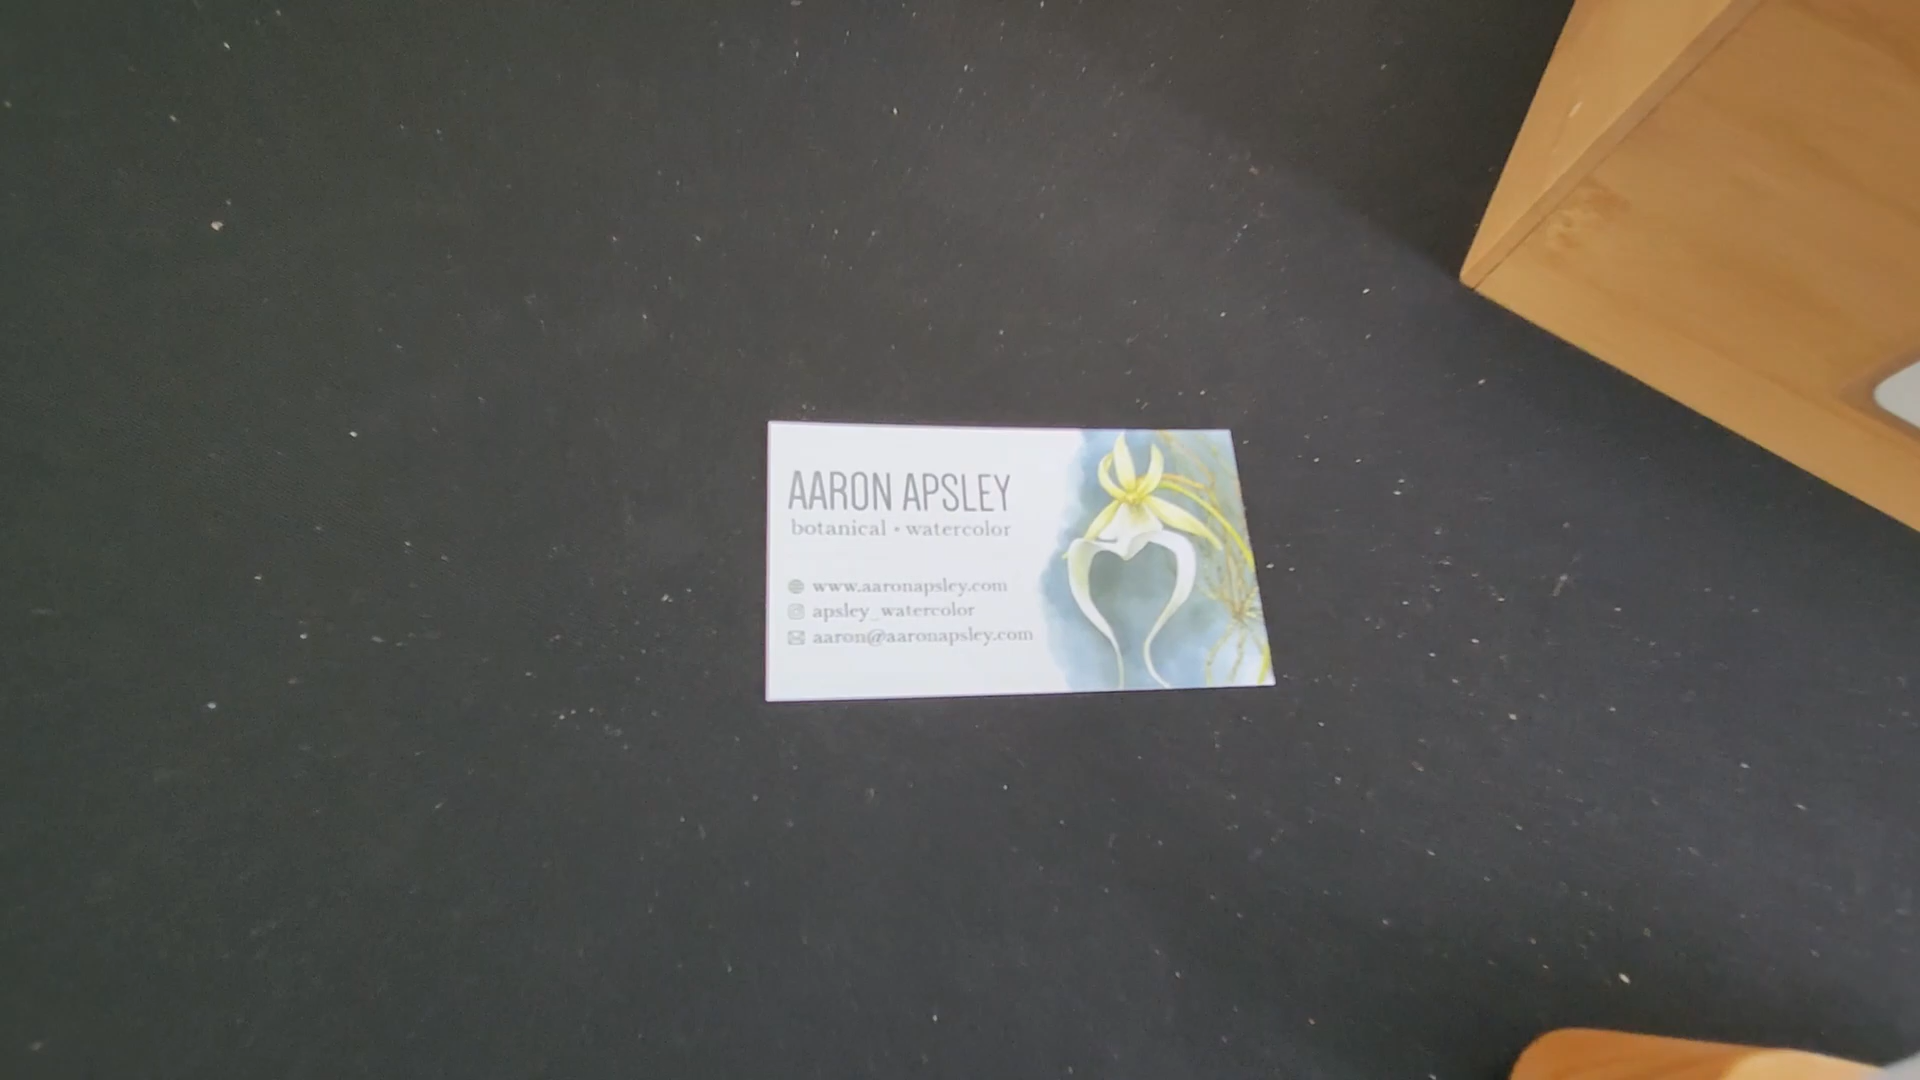 AARON APSLEY
botanical • watercolor
www.aaronapsley.com
apsley_watercolor
aaron@aaronapsley.com